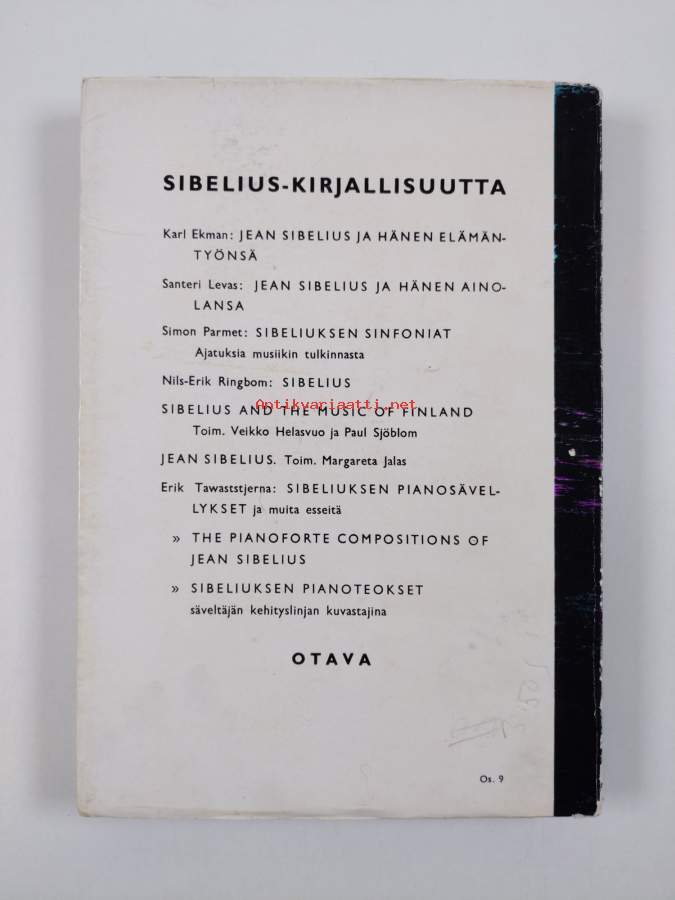 SIBELIUS-KIRJALLISUUTTA
Karl Ekman: JEAN SIBELIUS JA HÄNEN ELÄMÄN-
TYÖNSÄ
Santeri Levas: JEAN SIBELIUS JA HÄNEN AINO-
LANSA
Simon Parmet: SIBELIUKSEN SINFONIAT
Ajatuksia musiikin tulkinnasta
Nils-Erik Ringbom: SIBELIUS
Antikvariaatti.net
SIBELIUS AND THE MUSIC OF FINLAND
Toim. Veikko Helasvuo ja Paul Sjöblom
JEAN SIBELIUS. Toim. Margareta Jalas
Erik Tawaststjerna: SIBELIUKSEN PIANOSÄVEL-
LYKSET ja muita esseitä
» THE PIANOFORTE COMPOSITIONS OF
JEAN SIBELIUS
» SIBELIUKSEN PIANOTEOKSET
säveltäjän kehityslinjan kuvastajina
OTAVA
Os. 9